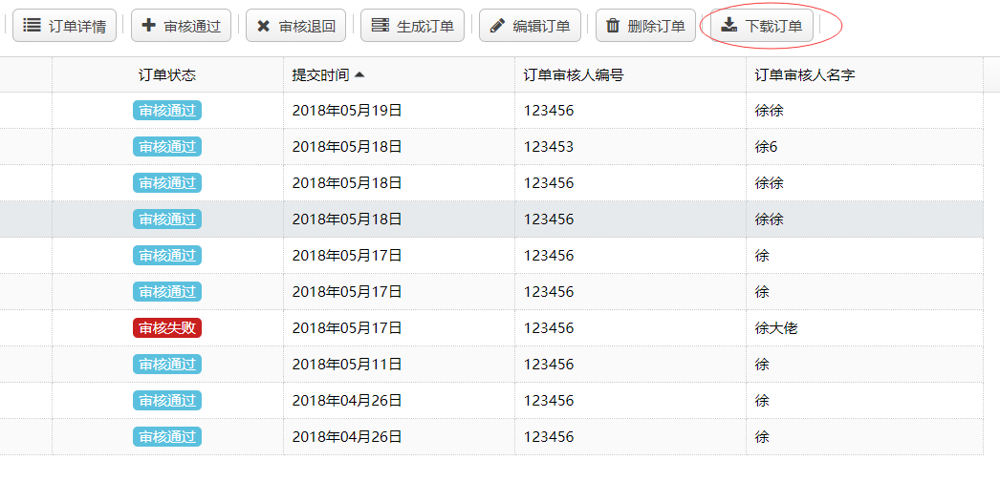 订单详情 审核通过 审核退回 生成订单 编辑订单 删除订单 下载订单
订单状态 提交时间 订单审核人编号 订单审核人名字
审核通过 2018年05月19日 123456 徐徐
审核通过 2018年05月18日 123453 徐6
审核通过 2018年05月18日 123456 徐徐
审核通过 2018年05月18日 123456 徐徐
审核通过 2018年05月17日 123456 徐
审核通过 2018年05月17日 123456 徐
审核失败 2018年05月17日 123456 徐大佬
审核通过 2018年05月11日 123456 徐
审核通过 2018年04月26日 123456 徐
审核通过 2018年04月26日 123456 徐